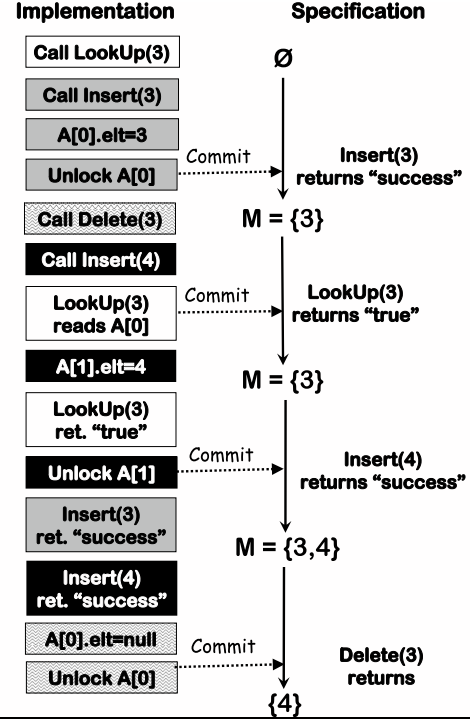 Implementation
Specification
Call LookUp(3)
Ø
Call Insert(3)
A[0].elt=3
Commit
Unlock A[0]
Insert(3)
returns “success”
Call Delete(3)
M = {3}
Call Insert(4)
LookUp(3)
reads A[0]
Commit
LookUp(3)
returns “true”
A[1].elt=4
M = {3}
LookUp(3)
ret. “true”
Commit
Unlock A[1]
Insert(4)
returns “success”
Insert(3)
ret. “success”
M = {3,4}
Insert(4)
ret. “success”
A[0].elt=null
Commit
Unlock A[0]
Delete(3)
returns
{4}